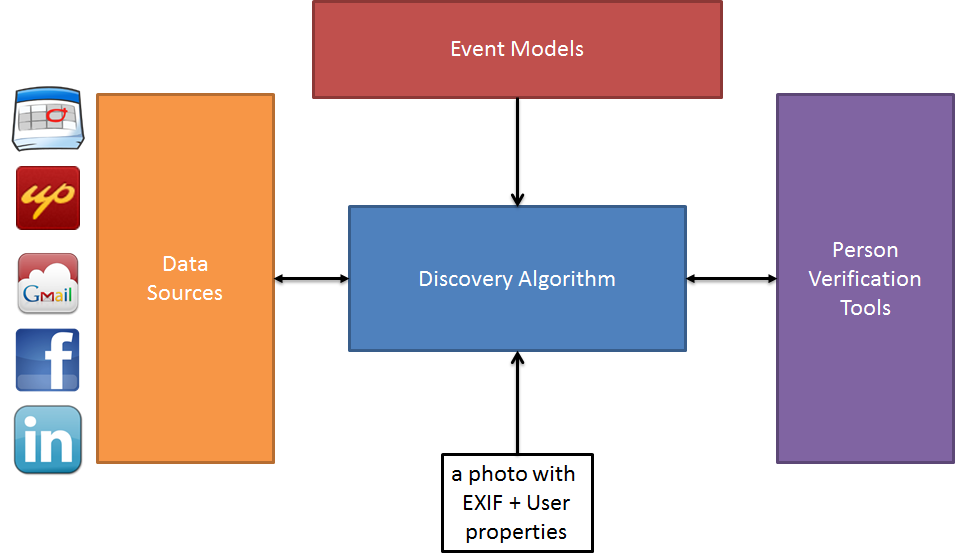 Event Models
up
Gmail
f
in
Data
Sources
Discovery Algorithm
Person
Verification
Tools
a photo with
EXIF + User
properties